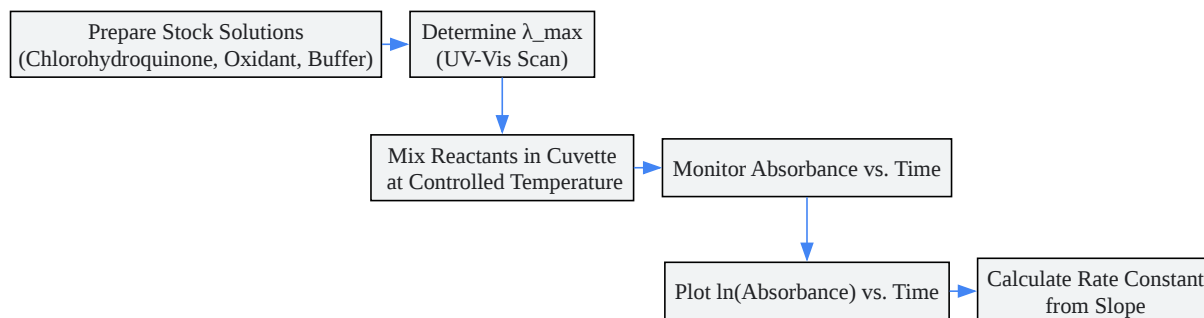 Prepare Stock Solutions
(Chlorohydroquinone, Oxidant, Buffer)
Determine λ_max
(UV-Vis Scan)
Mix Reactants in Cuvette
at Controlled Temperature
Monitor Absorbance vs. Time
Plot ln(Absorbance) vs. Time
Calculate Rate Constant
from Slope